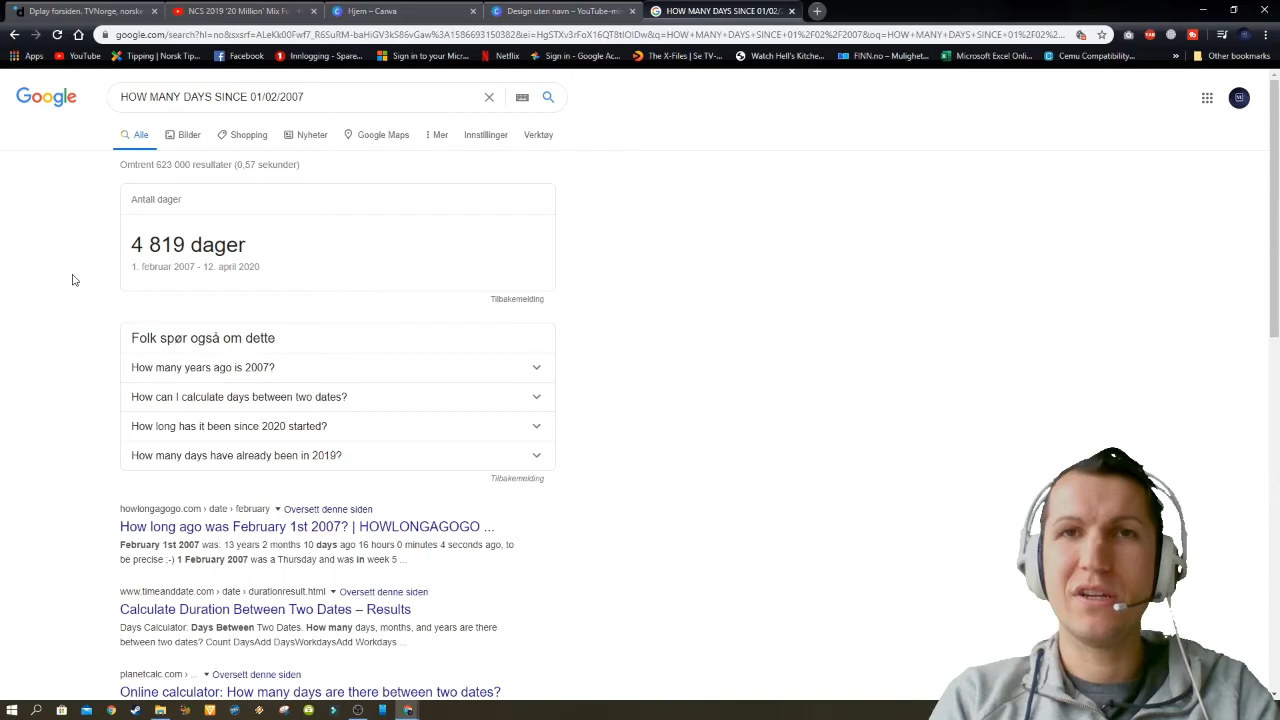 Dplay forsiden. TVNorge, norske
NCS 2019 '20 Million' Mix
Hjem – Canva
Design uten navn – YouTube-mi
HOW MANY DAYS SINCE 01/02/
Apps
YouTube
Tipping | Norsk Tip...
Facebook
Innlogging - Spare...
Sign in to your Micr...
Netflix
Sign in - Google Ac...
The X-Files | Se TV-...
Watch Hell's Kitche...
FINN.no – Mulighet...
Microsoft Excel Onli...
Cemu Compatibility...
»
Other bookmarks
Google
HOW MANY DAYS SINCE 01/02/2007
Alle
Bilder
Shopping
Nyheter
Google Maps
Mer
Innstillinger
Verktøy
Omtrent 623 000 resultater (0,57 sekunder)
Antall dager
4 819 dager
1. februar 2007 - 12. april 2020
Tilbakemelding
Folk spør også om dette
How many years ago is 2007?
How can I calculate days between two dates?
How long has it been since 2020 started?
How many days have already been in 2019?
Tilbakemelding
howlongagogo.com › date › february ▾ Oversett denne siden
How long ago was February 1st 2007? | HOWLONGAGOGO ...
February 1st 2007 was: 13 years 2 months 10 days ago 16 hours 0 minutes 4 seconds ago, to
be precise ;-) 1 February 2007 was a Thursday and was in week 5 ...
www.timeanddate.com › date › durationresult.html ▾ Oversett denne siden
Calculate Duration Between Two Dates – Results
Days Calculator: Days Between Two Dates. How many days, months, and years are there
between two dates? Count DaysAdd DaysWorkdaysAdd Workdays ...
planetcalc.com › ... ▾ Oversett denne siden
Online calculator: How many days are there between two dates?